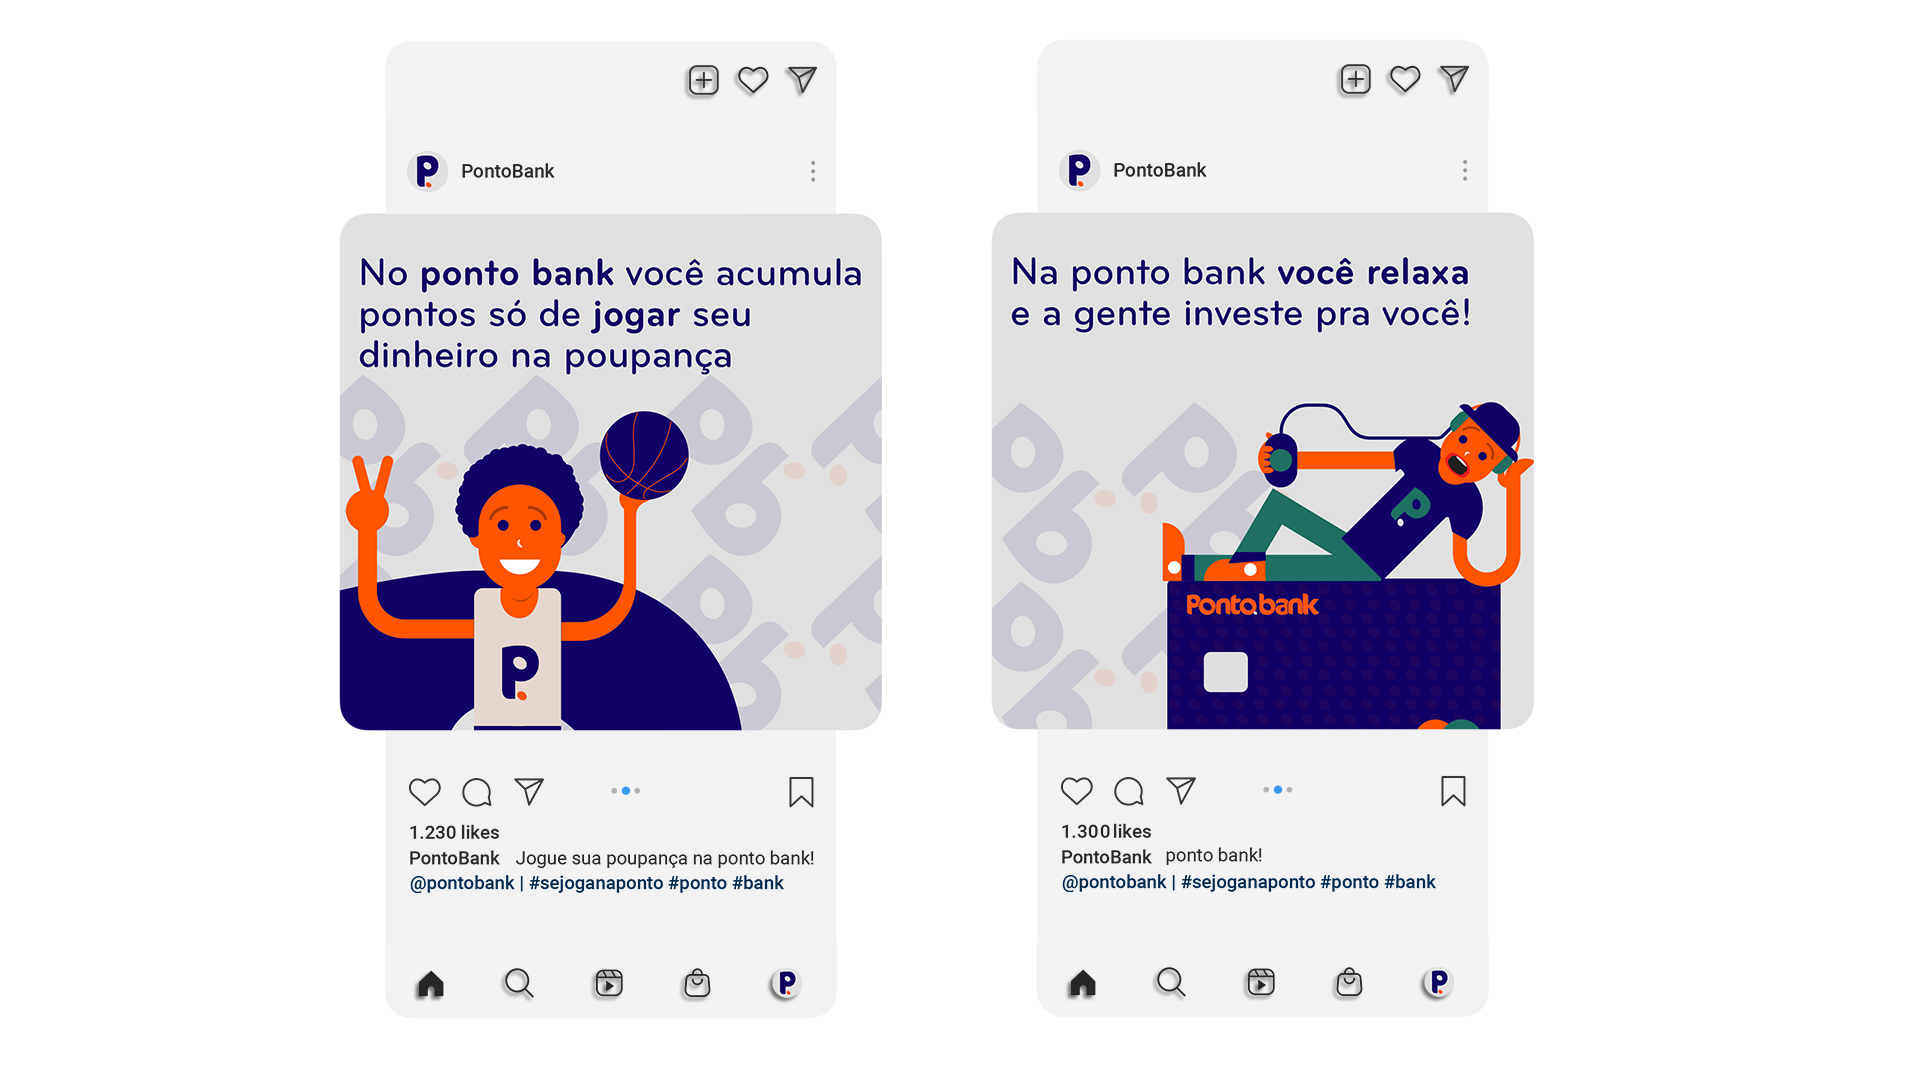 PontoBank
No ponto bank você acumula
pontos só de jogar seu
dinheiro na poupança
1.230 likes
PontoBank Jogue sua poupança na ponto bank!
@pontobank | #sejoganaponto #ponto #bank
PontoBank
Na ponto bank você relaxa
e a gente investe pra você!
Ponto.bank
1.300 likes
PontoBank ponto bank!
@pontobank | #sejoganaponto #ponto #bank